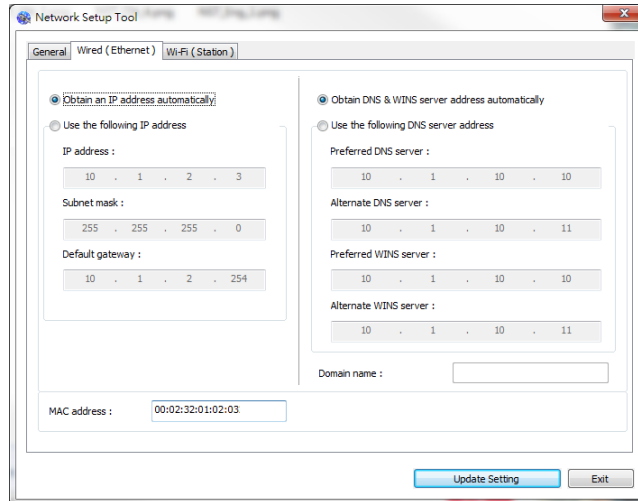 Network Setup Tool
General
Wired ( Ethernet )
Wi-Fi ( Station )
Obtain an IP address automatically
Use the following IP address
IP address :
10 . 1 . 2 . 3
Subnet mask :
255 . 255 . 255 . 0
Default gateway :
10 . 1 . 2 . 254
Obtain DNS & WINS server address automatically
Use the following DNS server address
Preferred DNS server :
10 . 1 . 10 . 10
Alternate DNS server :
10 . 1 . 10 . 11
Preferred WINS server :
10 . 1 . 10 . 10
Alternate WINS server :
10 . 1 . 10 . 11
Domain name :
MAC address :
00:02:32:01:02:03
Update Setting
Exit